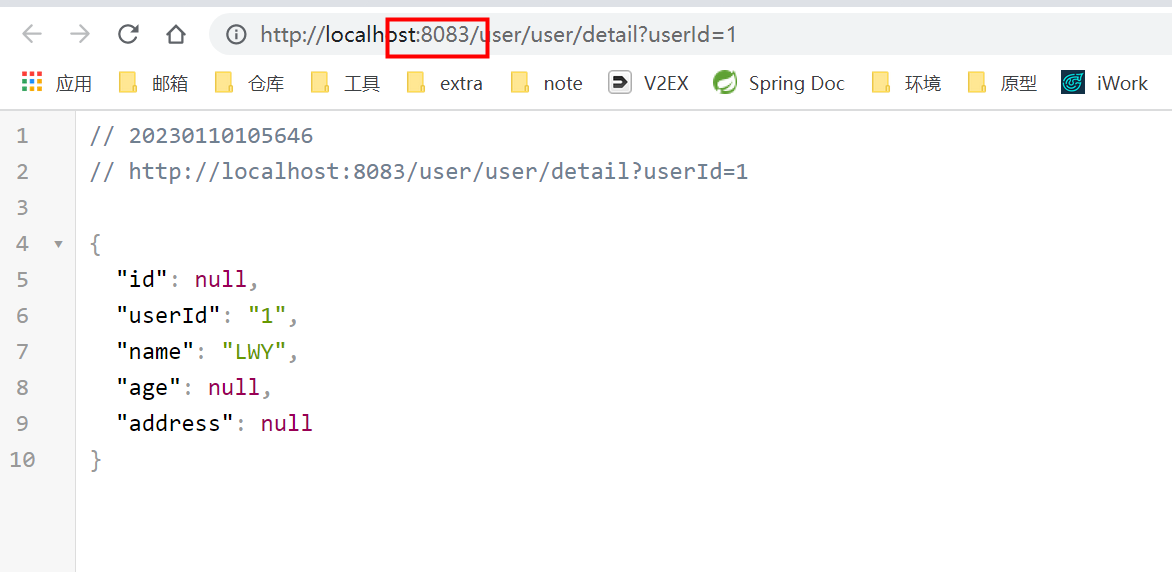 http://localhost:8083/user/user/detail?userId=1
应用 邮箱 仓库 工具 extra note V2EX Spring Doc 环境 原型 iWork
1 // 20230110105646
2 // http://localhost:8083/user/user/detail?userId=1
3
4 {
5 "id": null,
6 "userId": "1",
7 "name": "LWY",
8 "age": null,
9 "address": null
10 }